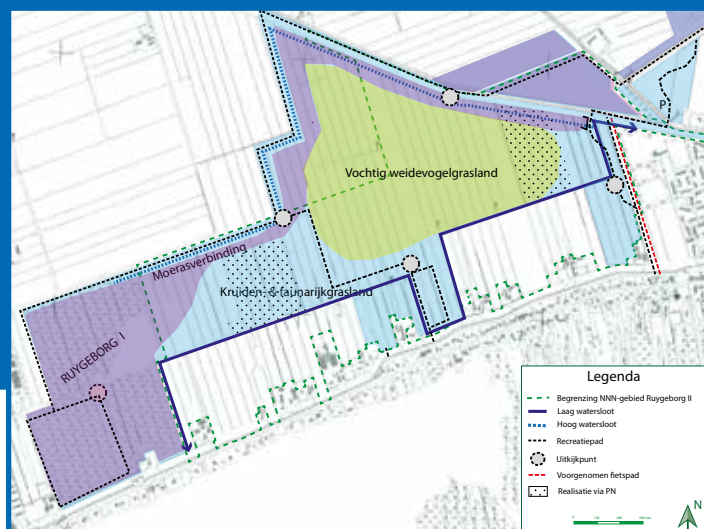 P
Vochtig weidevogelgrasland
Moerasverbinding
Kruiden- & faunarijkgrasland
RUYGEBORG 1
Legenda
Begrenzing NNN-gebied Ruygeborg II
Laag watersloot
Hoog watersloot
Recreatiepad
Uitkijkpunt
Voorgenomen fietspad
Realisatie via PN
N